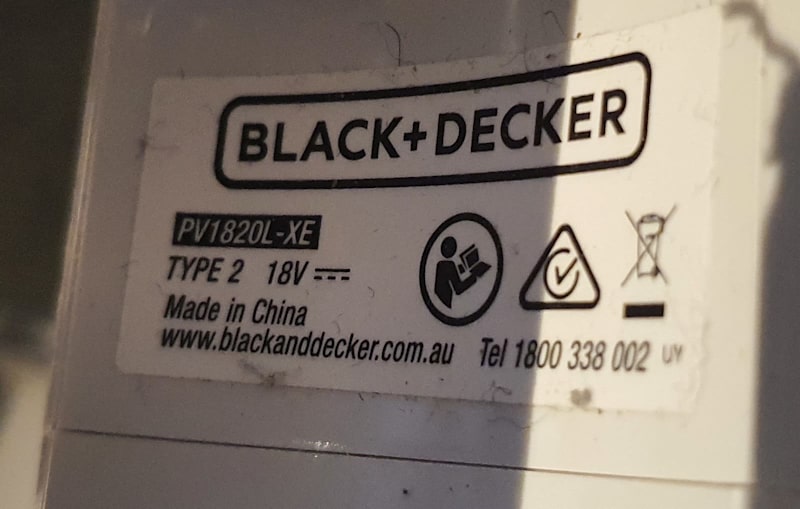 BLACK+DECKER
PV1820L-XE
TYPE 2 18V
Made in China
www.blackanddecker.com.au Tel 1800 338 002 UY